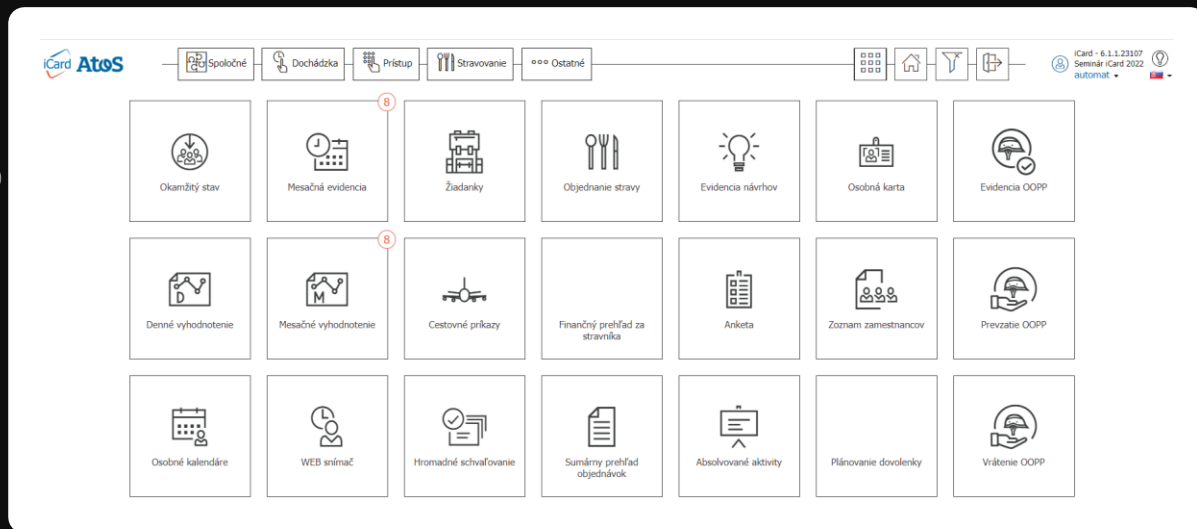 iCard AtoS
Spoločné Dochádzka Prístup Stravovanie Ostatné
iCard - 6.1.1.23107
Seminár iCard 2022
automat
8
Okamžitý stav
Mesačná evidencia
Žiadanky
Objednanie stravy
Evidencia návrhov
Osobná karta
Evidencia OOPP
8
D
Denné vyhodnotenie
M
Mesačné vyhodnotenie
Cestovné príkazy
Finančný prehľad za
stravníka
Anketa
Zoznam zamestnancov
Prevzatie OOPP
Osobné kalendáre
WEB snímač
Hromadné schvaľovanie
Sumárny prehľad
objednávok
Absolvované aktivity
Plánovanie dovolenky
Vrátenie OOPP